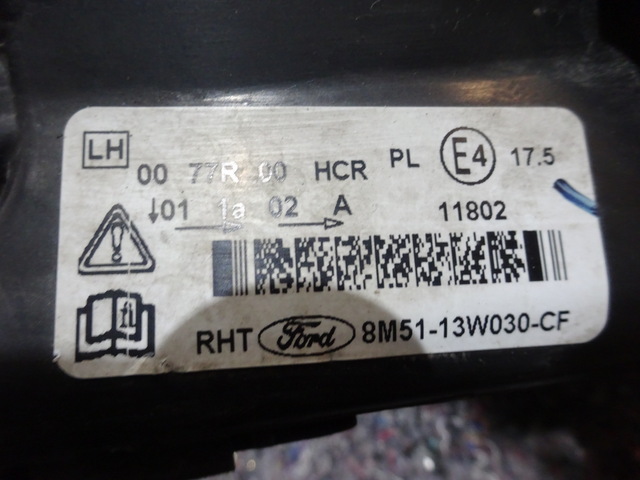 LH
00 77R 00 HCR PL E4 17.5
↓01 1a 02 A 11802
RHT Ford 8M51-13W030-CF